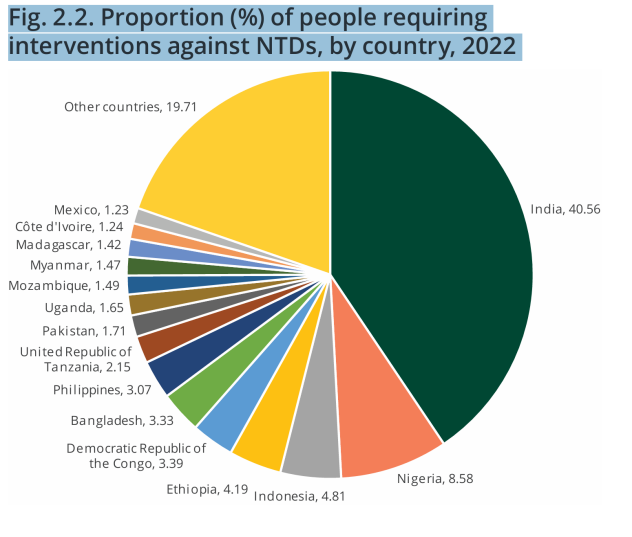 Fig. 2.2. Proportion (%) of people requiring
interventions against NTDs, by country, 2022
Other countries, 19.71
India, 40.56
Mexico, 1.23
Côte d'Ivoire, 1.24
Madagascar, 1.42
Myanmar, 1.47
Mozambique, 1.49
Uganda, 1.65
Pakistan, 1.71
United Republic of
Tanzania, 2.15
Philippines, 3.07
Bangladesh, 3.33
Democratic Republic of
the Congo, 3.39
Ethiopia, 4.19
Indonesia, 4.81
Nigeria, 8.58